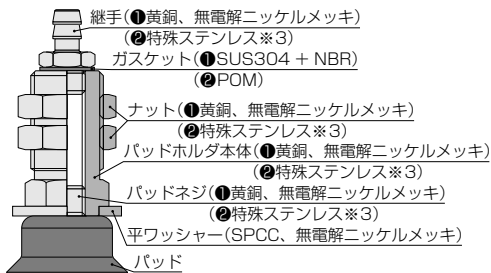 継手(❶黄銅、無電解ニッケルメッキ)
(❷特殊ステンレス※3)
ガスケット(❶SUS304 + NBR)
(❷POM)
ナット(❶黄銅、無電解ニッケルメッキ)
(❷特殊ステンレス※3)
パッドホルダ本体(❶黄銅、無電解ニッケルメッキ)
(❷特殊ステンレス※3)
パッドネジ(❶黄銅、無電解ニッケルメッキ)
(❷特殊ステンレス※3)
平ワッシャー(SPCC、無電解ニッケルメッキ)
パッド